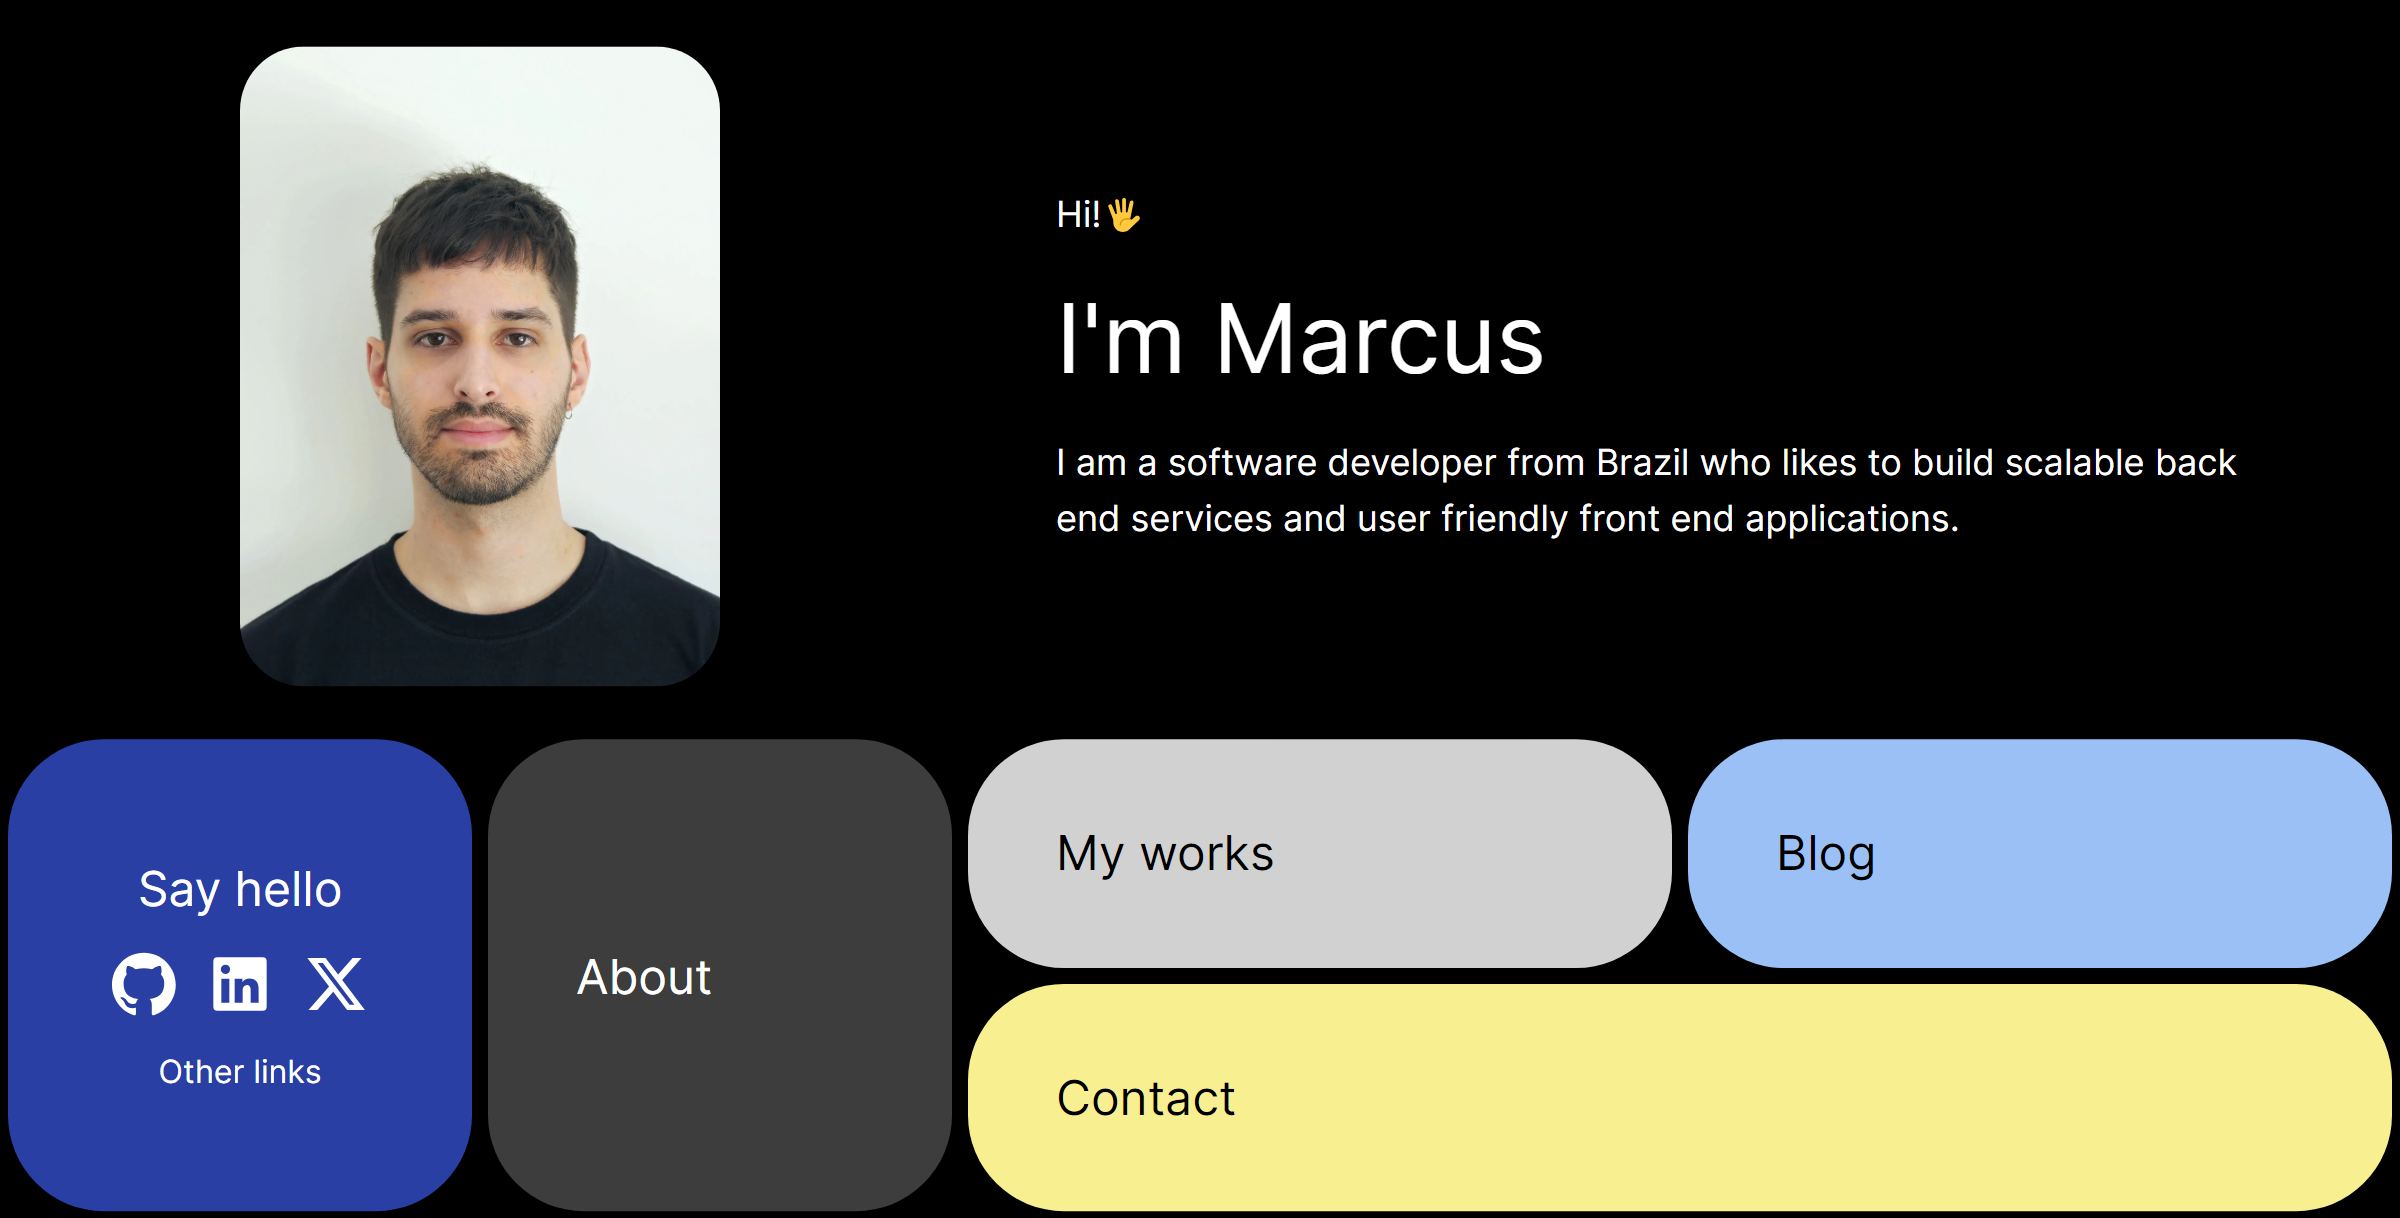 Hi!🖐
I'm Marcus
I am a software developer from Brazil who likes to build scalable back
end services and user friendly front end applications.
Say hello
in
X
Other links
About
My works
Blog
Contact